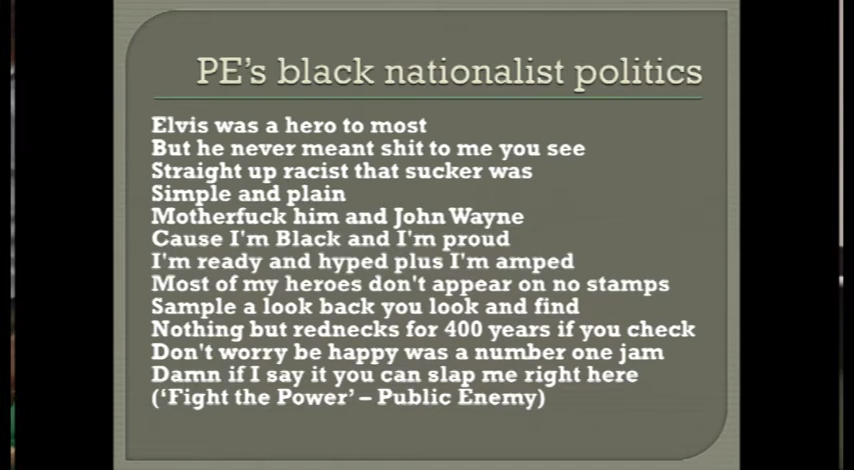 PE's black nationalist politics
Elvis was a hero to most
But he never meant shit to me you see
Straight up racist that sucker was
Simple and plain
Motherfuck him and John Wayne
Cause I'm Black and I'm proud
I'm ready and hyped plus I'm amped
Most of my heroes don't appear on no stamps
Sample a look back you look and find
Nothing but rednecks for 400 years if you check
Don't worry be happy was a number one jam
Damn if I say it you can slap me right here
('Fight the Power' – Public Enemy)